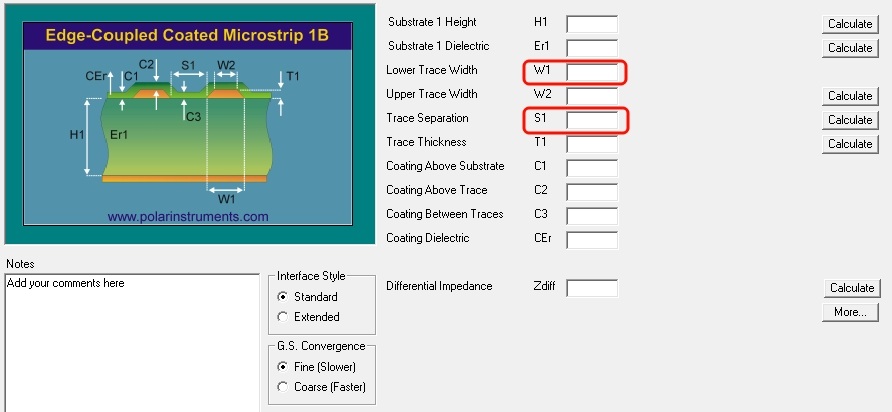 Edge-Coupled Coated Microstrip 1B
C2
S1
W2
CEr
C1
T1
C3
H1
Er1
W1
www.polarinstruments.com
Substrate 1 Height H1 Calculate
Substrate 1 Dielectric Er1 Calculate
Lower Trace Width W1
Upper Trace Width W2 Calculate
Trace Separation S1 Calculate
Trace Thickness T1 Calculate
Coating Above Substrate C1
Coating Above Trace C2
Coating Between Traces C3
Coating Dielectric CEr
Notes
Add your comments here
Interface Style
Standard
Extended
G.S. Convergence
Fine (Slower)
Coarse (Faster)
Differential Impedance Zdiff Calculate
More...